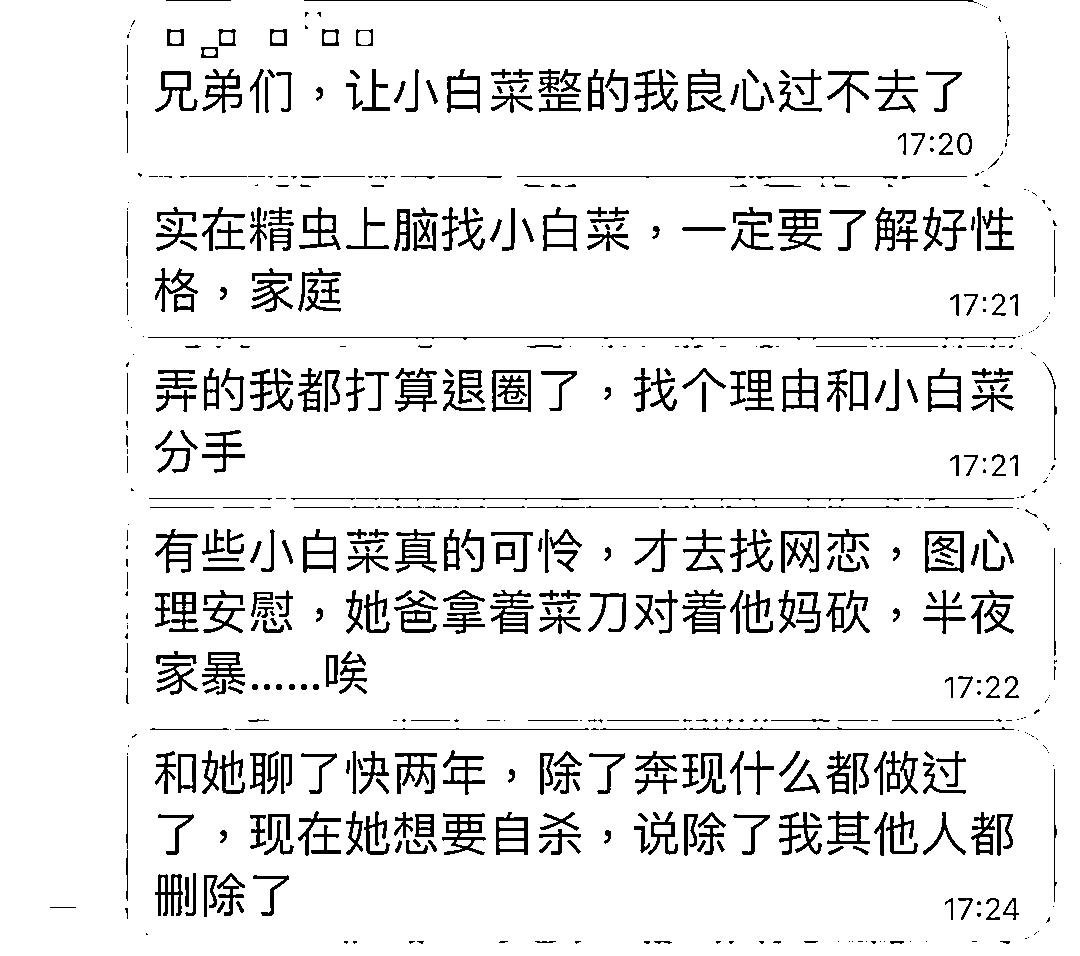 兄弟们，让小白菜整的我良心过不去了
17:20
实在精虫上脑找小白菜，一定要了解好性
格，家庭
17:21
弄的我都打算退圈了，找个理由和小白菜
分手
17:21
有些小白菜真的可怜，才去找网恋，图心
理安慰，她爸拿着菜刀对着他妈砍，半夜
家暴……唉
17:22
和她聊了快两年，除了奔现什么都做过
了，现在她想要自杀，说除了我其他人都
删除了
17:24